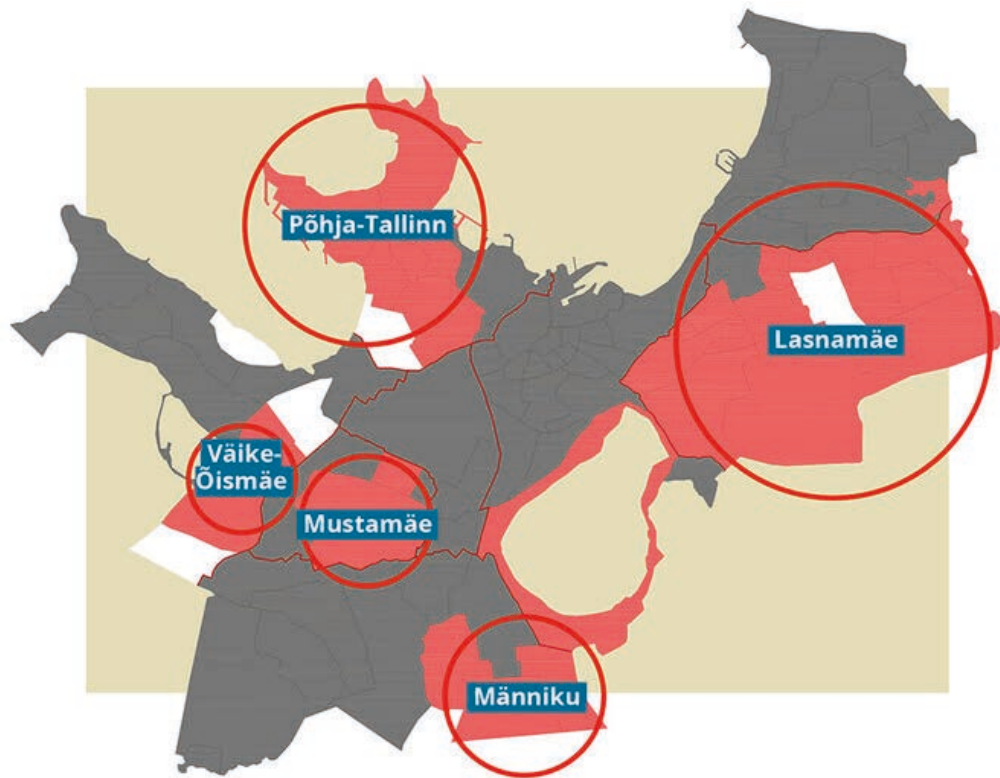 Põhja-Tallinn
Lasnamäe
Väike-
Õismäe
Mustamäe
Männiku